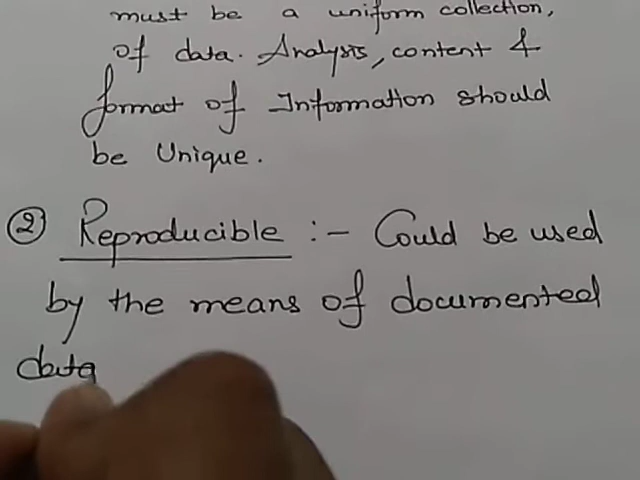 must be a uniform collection,
of data. Analysis, content &
format of Information should
be Unique.
② Reproducible :- Could be used
by the means of documented
data